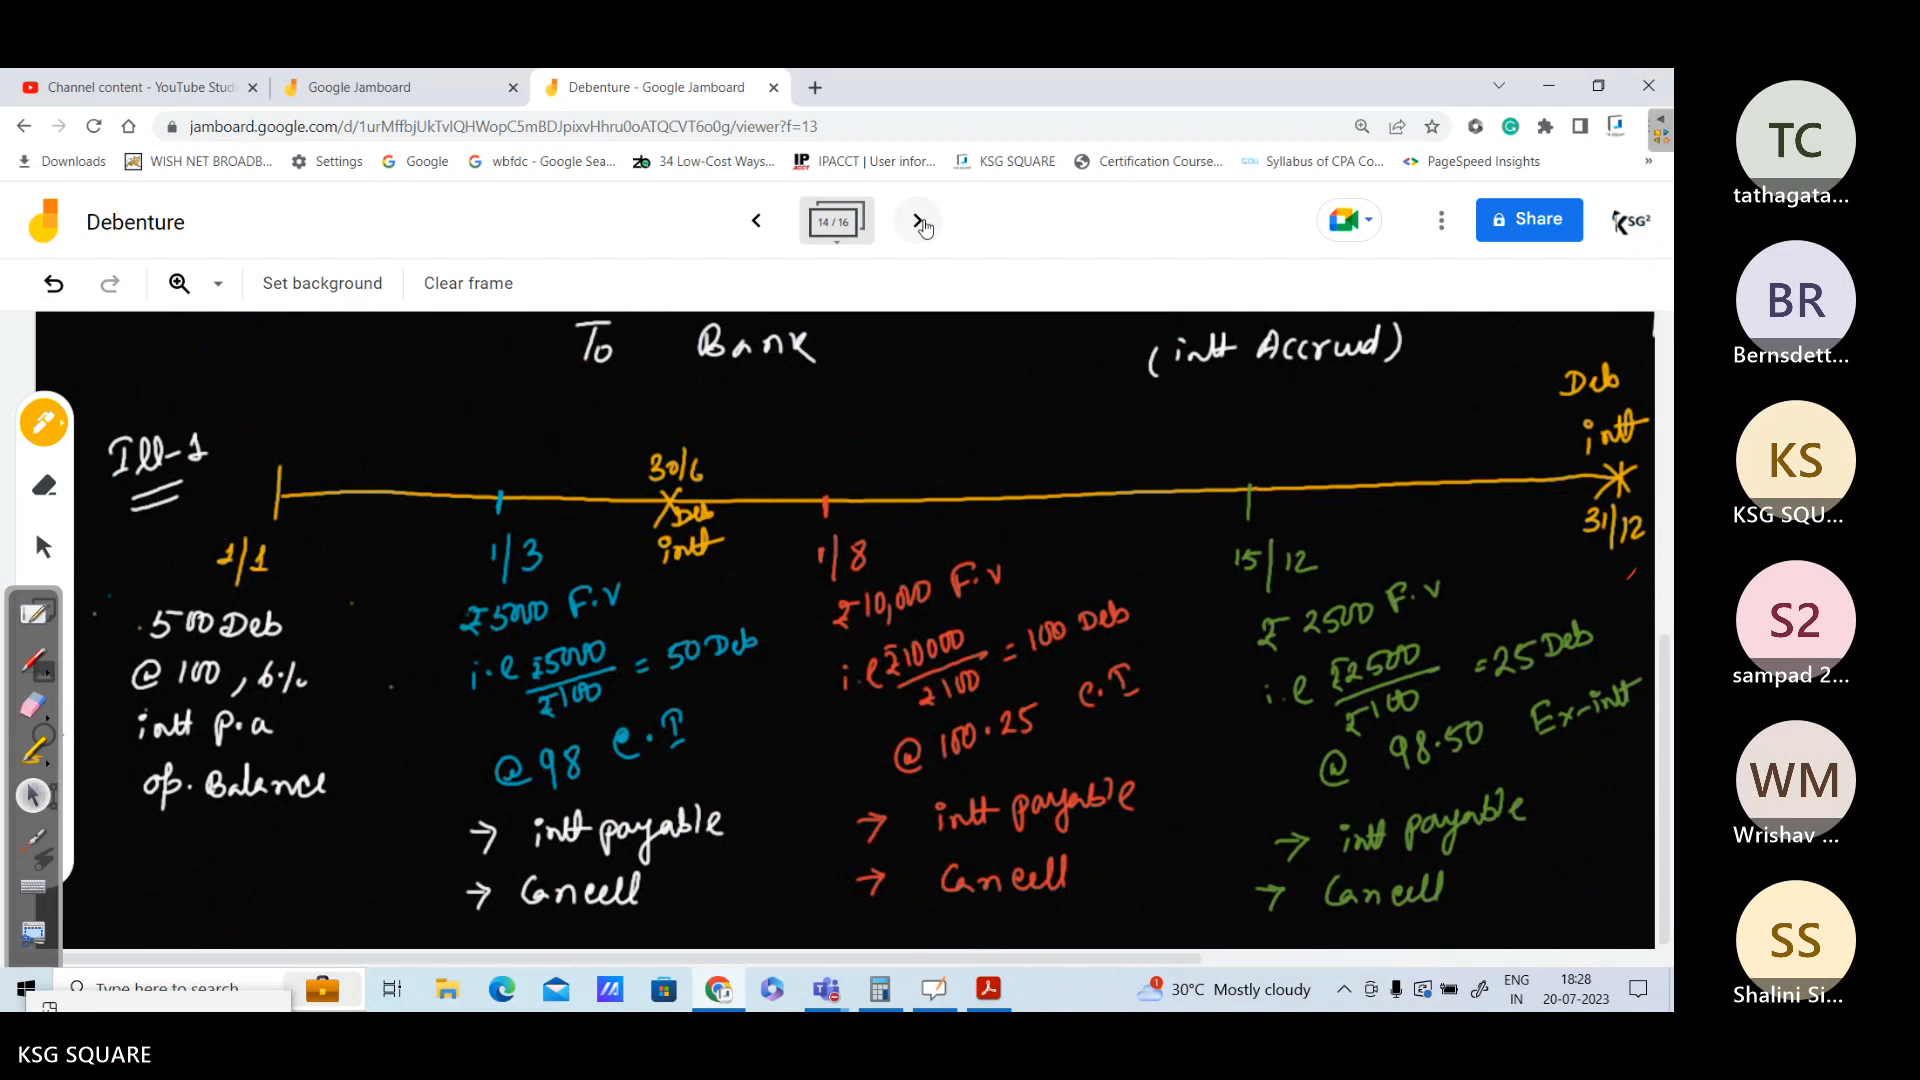 Channel content - YouTube Studi
Google Jamboard
Debenture - Google Jamboard
jamboard.google.com/d/1urMffbjUkTvIQHWopC5mBDJpixvHhru0oATQCVT6o0g/viewer?f=13
Downloads
WISH NET BROADB...
Settings
Google
wbfdc - Google Sea...
34 Low-Cost Ways...
IPACCT | User infor...
KSG SQUARE
Certification Course...
Syllabus of CPA Co...
PageSpeed Insights
»
Debenture
14 / 16
Share
KSG²
Set background
Clear frame
To Bank (intt Accrued)
Ill-1
1/1
500 Deb
@ 100, 6%
intt P.a
op. Balance
1/3
₹5000 F.V
i.e ₹5000
₹100
= 50 Deb
@ 98 C.I
→ intt payable
→ Cancell
30/6
Deb
intt
1/8
₹10,000 F.V
i.e ₹10000
₹100
= 100 Deb
@ 100.25 C.I
→ intt payable
→ Cancell
15/12
₹ 2500 F.V
i.e ₹2500
₹100
= 25 Deb
@ 98.50 Ex-intt
→ intt payable
→ Cancell
Deb
intt
31/12
Type here to search
1
30°C Mostly cloudy
ENG
IN
18:28
20-07-2023
TC
tathagata...
BR
Bernsdett...
KS
KSG SQU...
S2
sampad 2...
WM
Wrishav ...
SS
Shalini Si...
KSG SQUARE